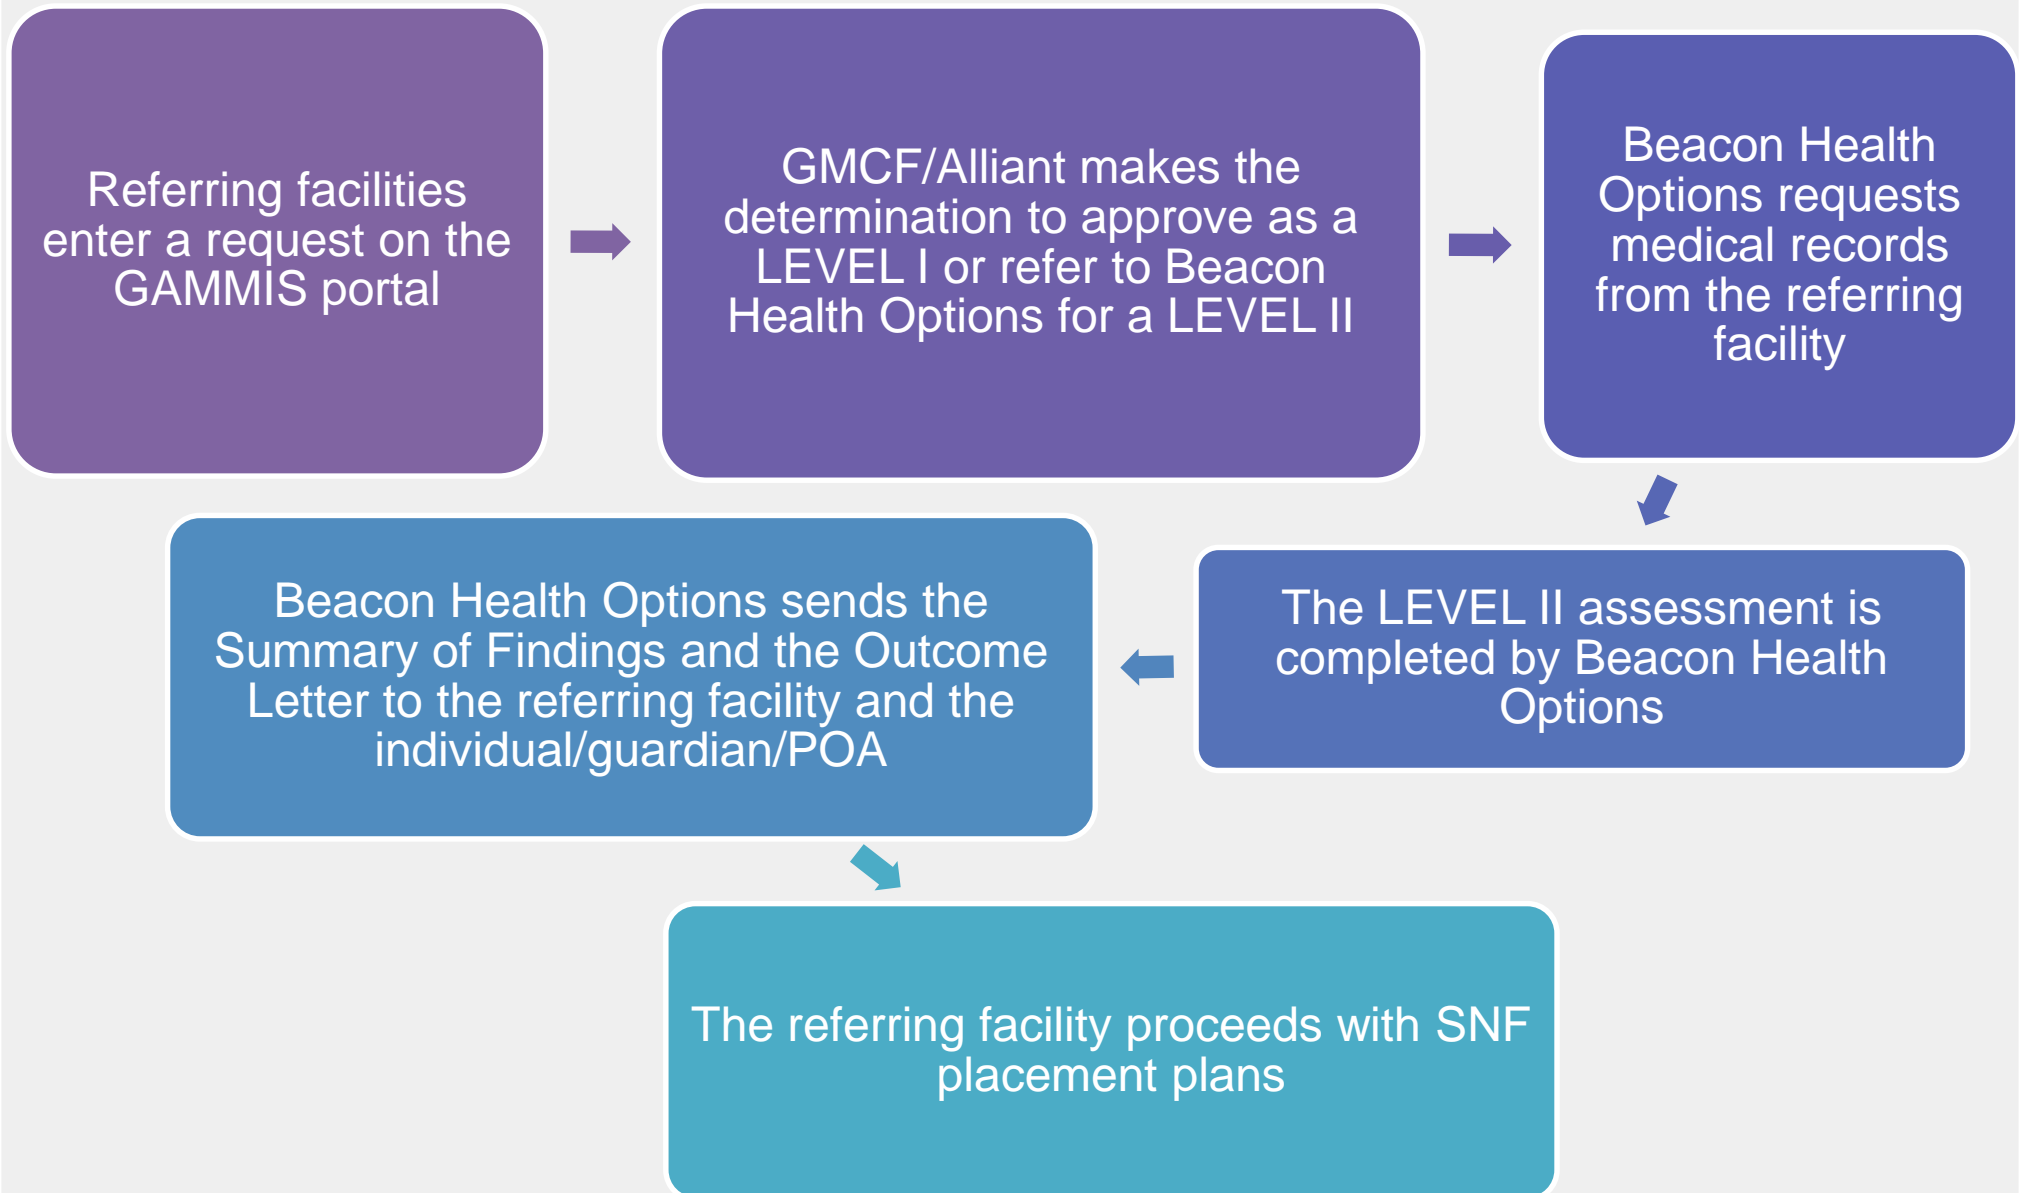 Referring facilities
enter a request on the
GAMMIS portal
GMCF/Alliant makes the
determination to approve as a
LEVEL I or refer to Beacon
Health Options for a LEVEL II
Beacon Health
Options requests
medical records
from the referring
facility
The LEVEL II assessment is
completed by Beacon Health
Options
Beacon Health Options sends the
Summary of Findings and the Outcome
Letter to the referring facility and the
individual/guardian/POA
The referring facility proceeds with SNF
placement plans